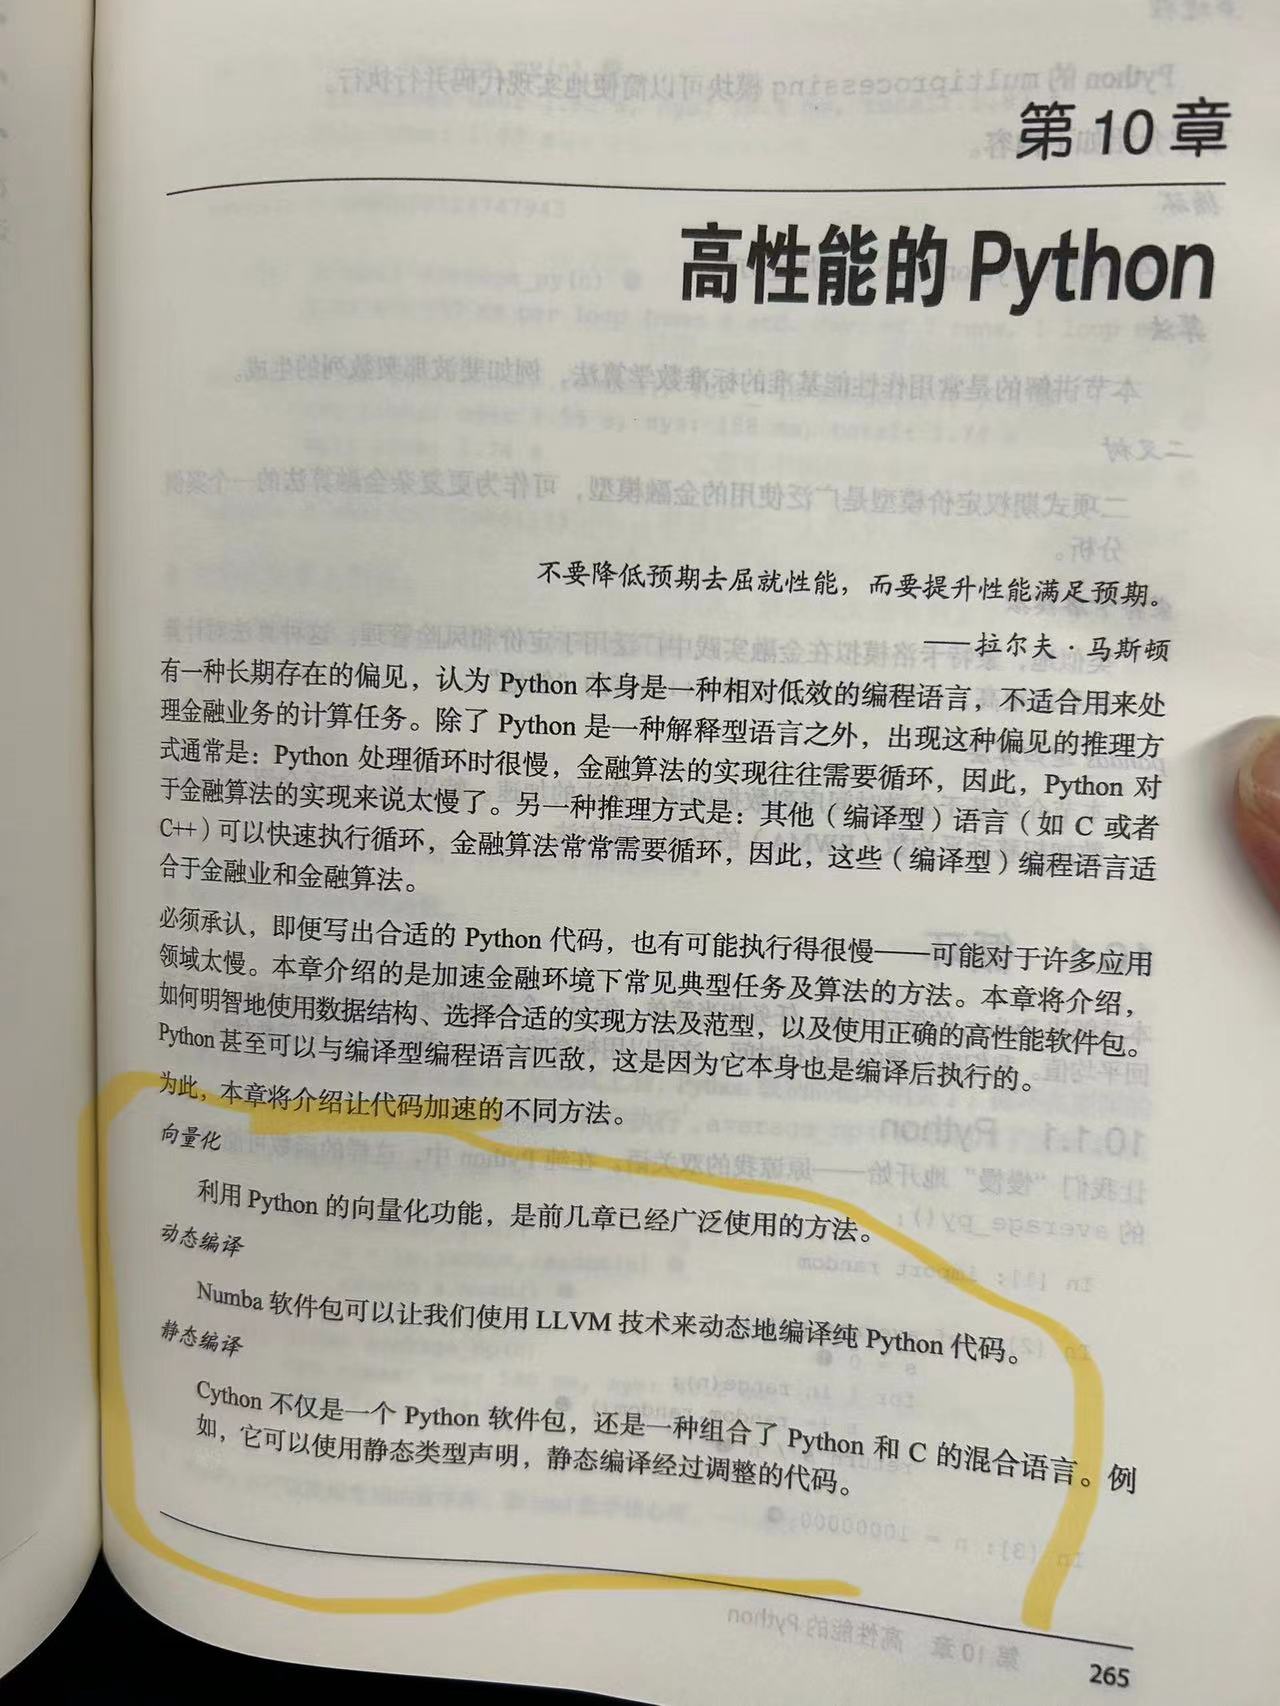 第 10 章
高性能的 Python
不要降低预期去屈就性能，而要提升性能满足预期。
——拉尔夫·马斯顿
有一种长期存在的偏见，认为 Python 本身是一种相对低效的编程语言，不适合用来处
理金融业务的计算任务。除了 Python 是一种解释型语言之外，出现这种偏见的推理方
式通常是：Python 处理循环时很慢，金融算法的实现往往需要循环，因此，Python 对
于金融算法的实现来说太慢了。另一种推理方式是：其他（编译型）语言（如 C 或者
C++）可以快速执行循环，金融算法常常需要循环，因此，这些（编译型）编程语言适
合于金融业和金融算法。
必须承认，即便写出合适的 Python 代码，也有可能执行得很慢——可能对于许多应用
领域太慢。本章介绍的是加速金融环境下常见典型任务及算法的方法。本章将介绍，
如何明智地使用数据结构、选择合适的实现方法及范型，以及使用正确的高性能软件包。
Python 甚至可以与编译型编程语言匹敌，这是因为它本身也是编译后执行的。
为此，本章将介绍让代码加速的不同方法。
向量化
利用 Python 的向量化功能，是前几章已经广泛使用的方法。
动态编译
Numba 软件包可以让我们使用 LLVM 技术来动态地编译纯 Python 代码。
静态编译
Cython 不仅是一个 Python 软件包，还是一种组合了 Python 和 C 的混合语言。例
如，它可以使用静态类型声明，静态编译经过调整的代码。
265